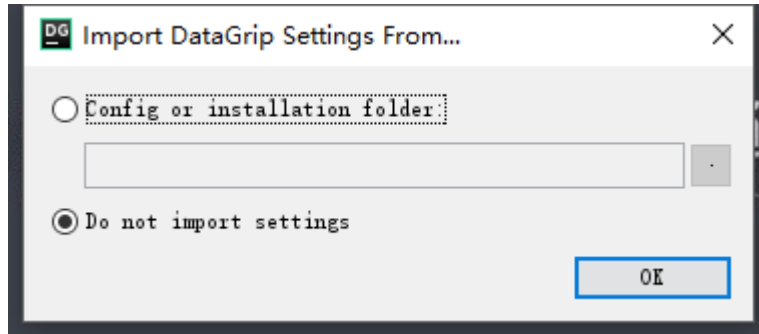 DG Import DataGrip Settings From...
Config or installation folder:
.
Do not import settings
OK